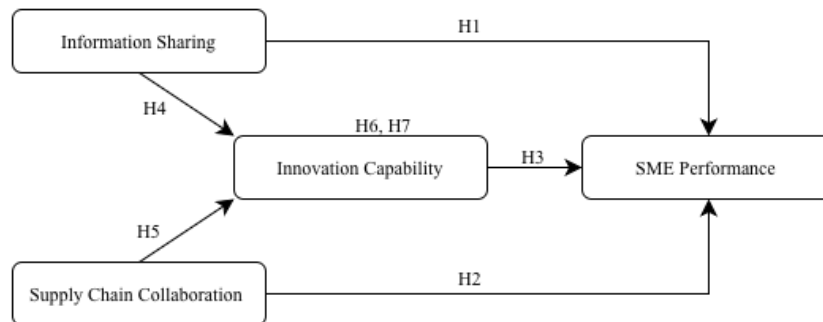 H1
Information Sharing
H4
H6, H7
Innovation Capability
H3
SME Performance
H5
Supply Chain Collaboration
H2